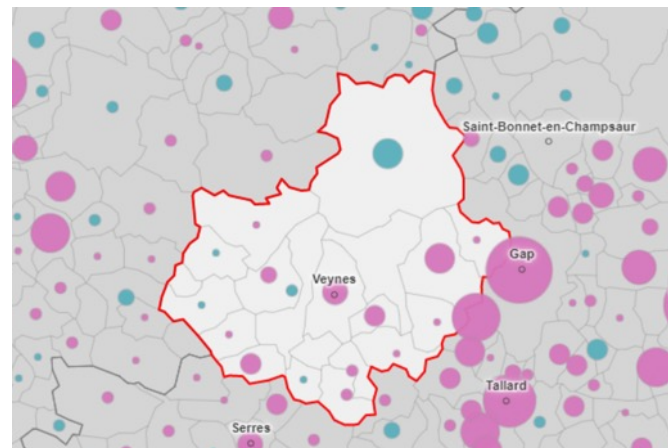 Saint-Bonnet-en-Champsaur
Gap
Veynes
Tallard
Serres